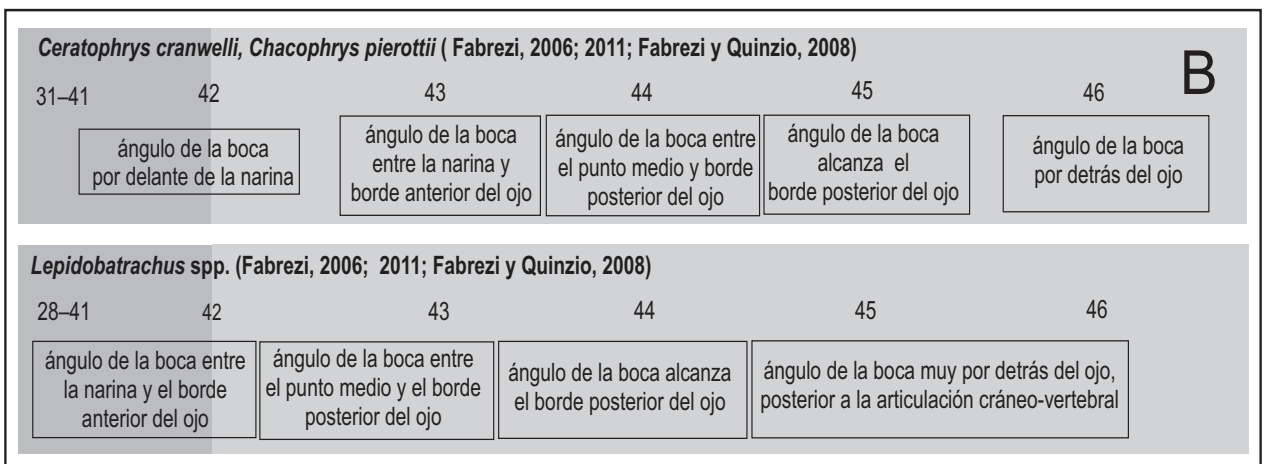 Ceratophrys cranwelli, Chacophrys pierottii ( Fabrezi, 2006; 2011; Fabrezi y Quinzio, 2008)
B
31–41 42 43 44 45 46
ángulo de la boca
por delante de la narina
ángulo de la boca
entre la narina y
borde anterior del ojo
ángulo de la boca entre
el punto medio y borde
posterior del ojo
ángulo de la boca
alcanza el
borde posterior del ojo
ángulo de la boca
por detrás del ojo
Lepidobatrachus spp. (Fabrezi, 2006; 2011; Fabrezi y Quinzio, 2008)
28–41 42 43 44 45 46
ángulo de la boca entre
la narina y el borde
anterior del ojo
ángulo de la boca entre
el punto medio y el borde
posterior del ojo
ángulo de la boca alcanza
el borde posterior del ojo
ángulo de la boca muy por detrás del ojo,
posterior a la articulación cráneo-vertebral